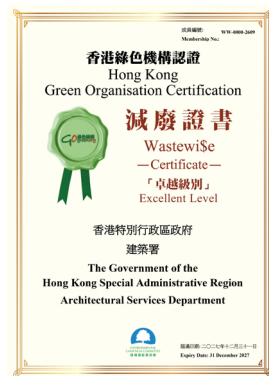 成員編號: WW-0000-2609
Membership No.:
香港綠色機構認證
Hong Kong
Green Organisation Certification
減廢證書
Wastewi$e
—Certificate—
「卓越級別」
Excellent Level
香港特別行政區政府
建築署
The Government of the
Hong Kong Special Administrative Region
Architectural Services Department
屆滿日期: 二〇二七年十二月三十一日
Expiry Date: 31 December 2027